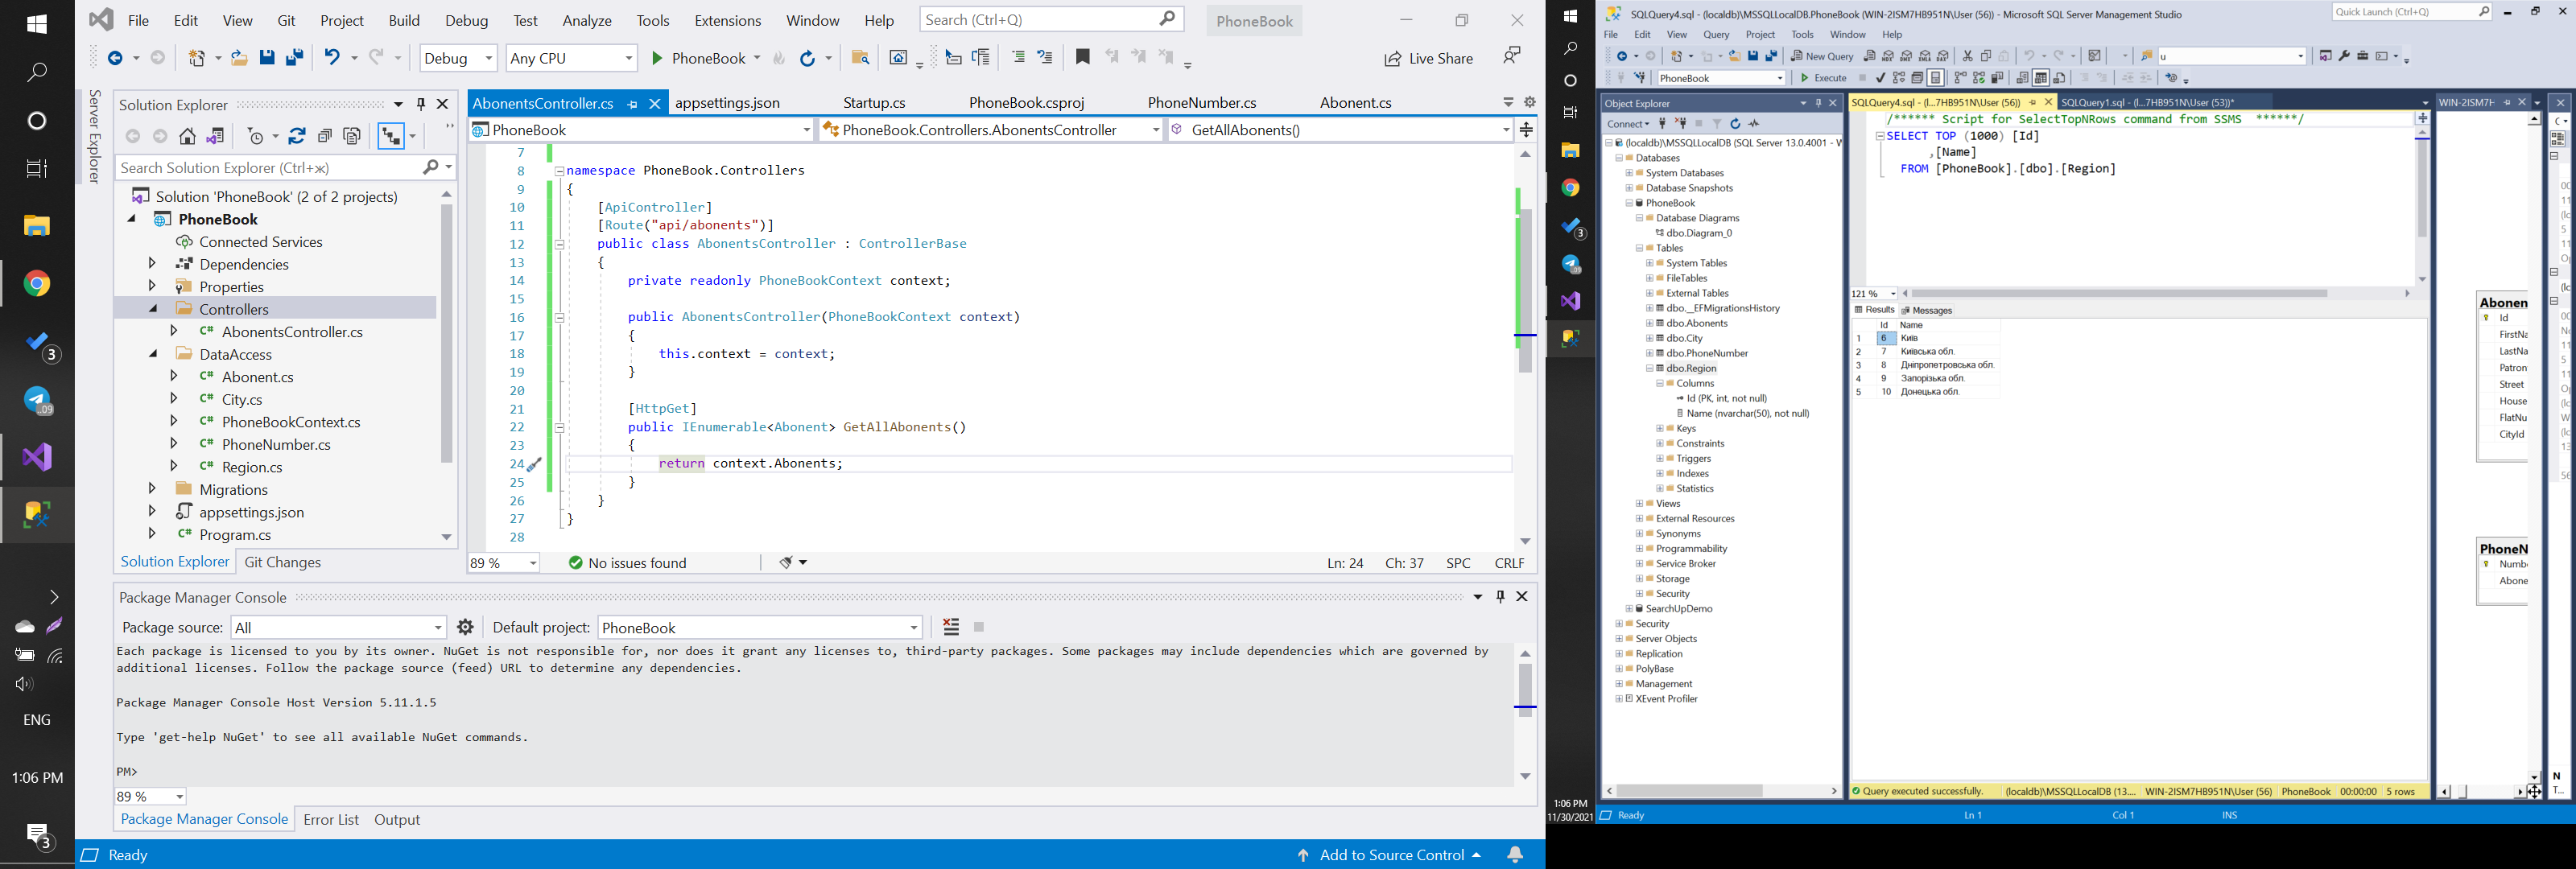 File Edit View Git Project Build Debug Test Analyze Tools Extensions Window Help Search (Ctrl+Q) PhoneBook
Debug Any CPU PhoneBook Live Share
Server Explorer
Solution Explorer
Search Solution Explorer (Ctrl+ж)
Solution 'PhoneBook' (2 of 2 projects)
PhoneBook
Connected Services
Dependencies
Properties
Controllers
C# AbonentsController.cs
DataAccess
C# Abonent.cs
C# City.cs
C# PhoneBookContext.cs
C# PhoneNumber.cs
C# Region.cs
Migrations
appsettings.json
C# Program.cs
Solution Explorer Git Changes
AbonentsController.cs appsettings.json Startup.cs PhoneBook.csproj PhoneNumber.cs Abonent.cs
PhoneBook PhoneBook.Controllers.AbonentsController GetAllAbonents()
7
8 namespace PhoneBook.Controllers
9 {
10 [ApiController]
11 [Route("api/abonents")]
12 public class AbonentsController : ControllerBase
13 {
14 private readonly PhoneBookContext context;
15
16 public AbonentsController(PhoneBookContext context)
17 {
18 this.context = context;
19 }
20
21 [HttpGet]
22 public IEnumerable<Abonent> GetAllAbonents()
23 {
24 return context.Abonents;
25 }
26 }
27 }
28
89 % No issues found Ln: 24 Ch: 37 SPC CRLF
Package Manager Console
Package source: All Default project: PhoneBook
Each package is licensed to you by its owner. NuGet is not responsible for, nor does it grant any licenses to, third-party packages. Some packages may include dependencies which are governed by
additional licenses. Follow the package source (feed) URL to determine any dependencies.
Package Manager Console Host Version 5.11.1.5
Type 'get-help NuGet' to see all available NuGet commands.
PM>
89 %
Package Manager Console Error List Output
Ready Add to Source Control
3
.09
ENG
1:06 PM
3
SQLQuery4.sql - (localdb)\MSSQLLocalDB.PhoneBook (WIN-2ISM7HB951N\User (56)) - Microsoft SQL Server Management Studio Quick Launch (Ctrl+Q)
File Edit View Query Project Tools Window Help
New Query u
PhoneBook Execute
3
.09
1:06 PM
11/30/2021
Object Explorer
Connect
(localdb)\MSSQLLocalDB (SQL Server 13.0.4001 - W
Databases
System Databases
Database Snapshots
PhoneBook
Database Diagrams
dbo.Diagram_0
Tables
System Tables
FileTables
External Tables
dbo.__EFMigrationsHistory
dbo.Abonents
dbo.City
dbo.PhoneNumber
dbo.Region
Columns
Id (PK, int, not null)
Name (nvarchar(50), not null)
Keys
Constraints
Triggers
Indexes
Statistics
Views
External Resources
Synonyms
Programmability
Service Broker
Storage
Security
SearchUpDemo
Security
Server Objects
Replication
PolyBase
Management
XEvent Profiler
SQLQuery4.sql - (l...7HB951N\User (56)) SQLQuery1.sql - (l...7HB951N\User (53))* WIN-2ISM7H
/****** Script for SelectTopNRows command from SSMS ******/
SELECT TOP (1000) [Id]
,[Name]
FROM [PhoneBook].[dbo].[Region]
121 %
Results Messages
Id Name
1 6 Київ
2 7 Київська обл.
3 8 Дніпропетровська обл.
4 9 Запорізька обл.
5 10 Донецька обл.
Query executed successfully. (localdb)\MSSQLLocalDB (13.... WIN-2ISM7HB951N\User (56) PhoneBook 00:00:00 5 rows
Abonen
Id
FirstNa
LastNa
Patron
Street
House
FlatNu
CityId
PhoneN
Numb
Abone
Ready Ln 1 Col 1 INS